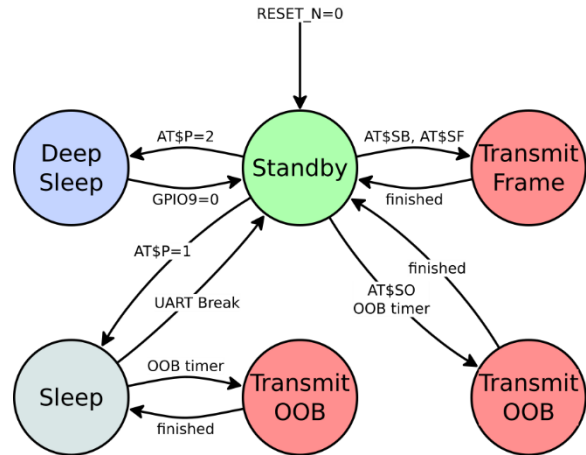 RESET_N=0
AT$P=2
AT$SB, AT$SF
Deep
Sleep
Standby
Transmit
Frame
GPIO9=0
finished
AT$P=1
finished
UART Break
AT$SO
OOB timer
Sleep
OOB timer
Transmit
OOB
Transmit
OOB
finished